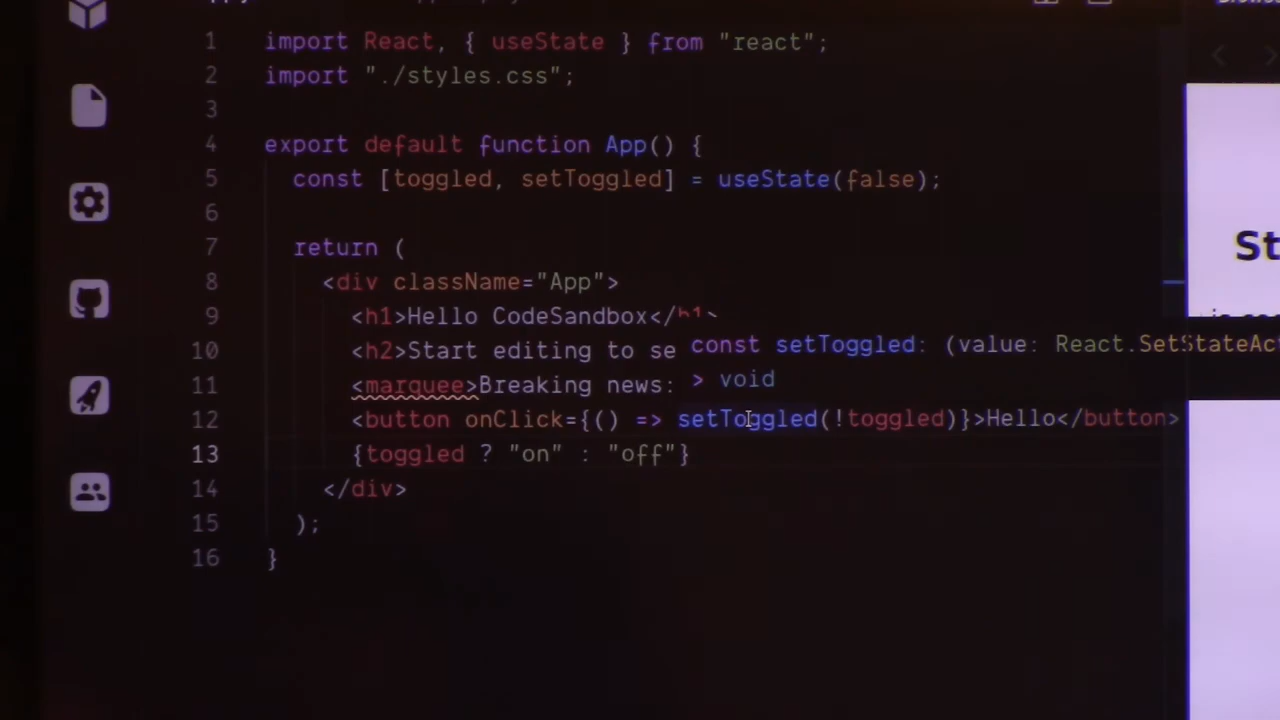 1 import React, { useState } from "react";
2 import "./styles.css";
3
4 export default function App() {
5 const [toggled, setToggled] = useState(false);
6
7 return (
8 <div className="App">
9 <h1>Hello CodeSandbox</h1>
10 <h2>Start editing to se
const setToggled: (value: React.SetStateAc
11 <marquee>Breaking news:
> void
12 <button onClick={() => setToggled(!toggled)}>Hello</button>
13 {toggled ? "on" : "off"}
14 </div>
15 );
16 }
St